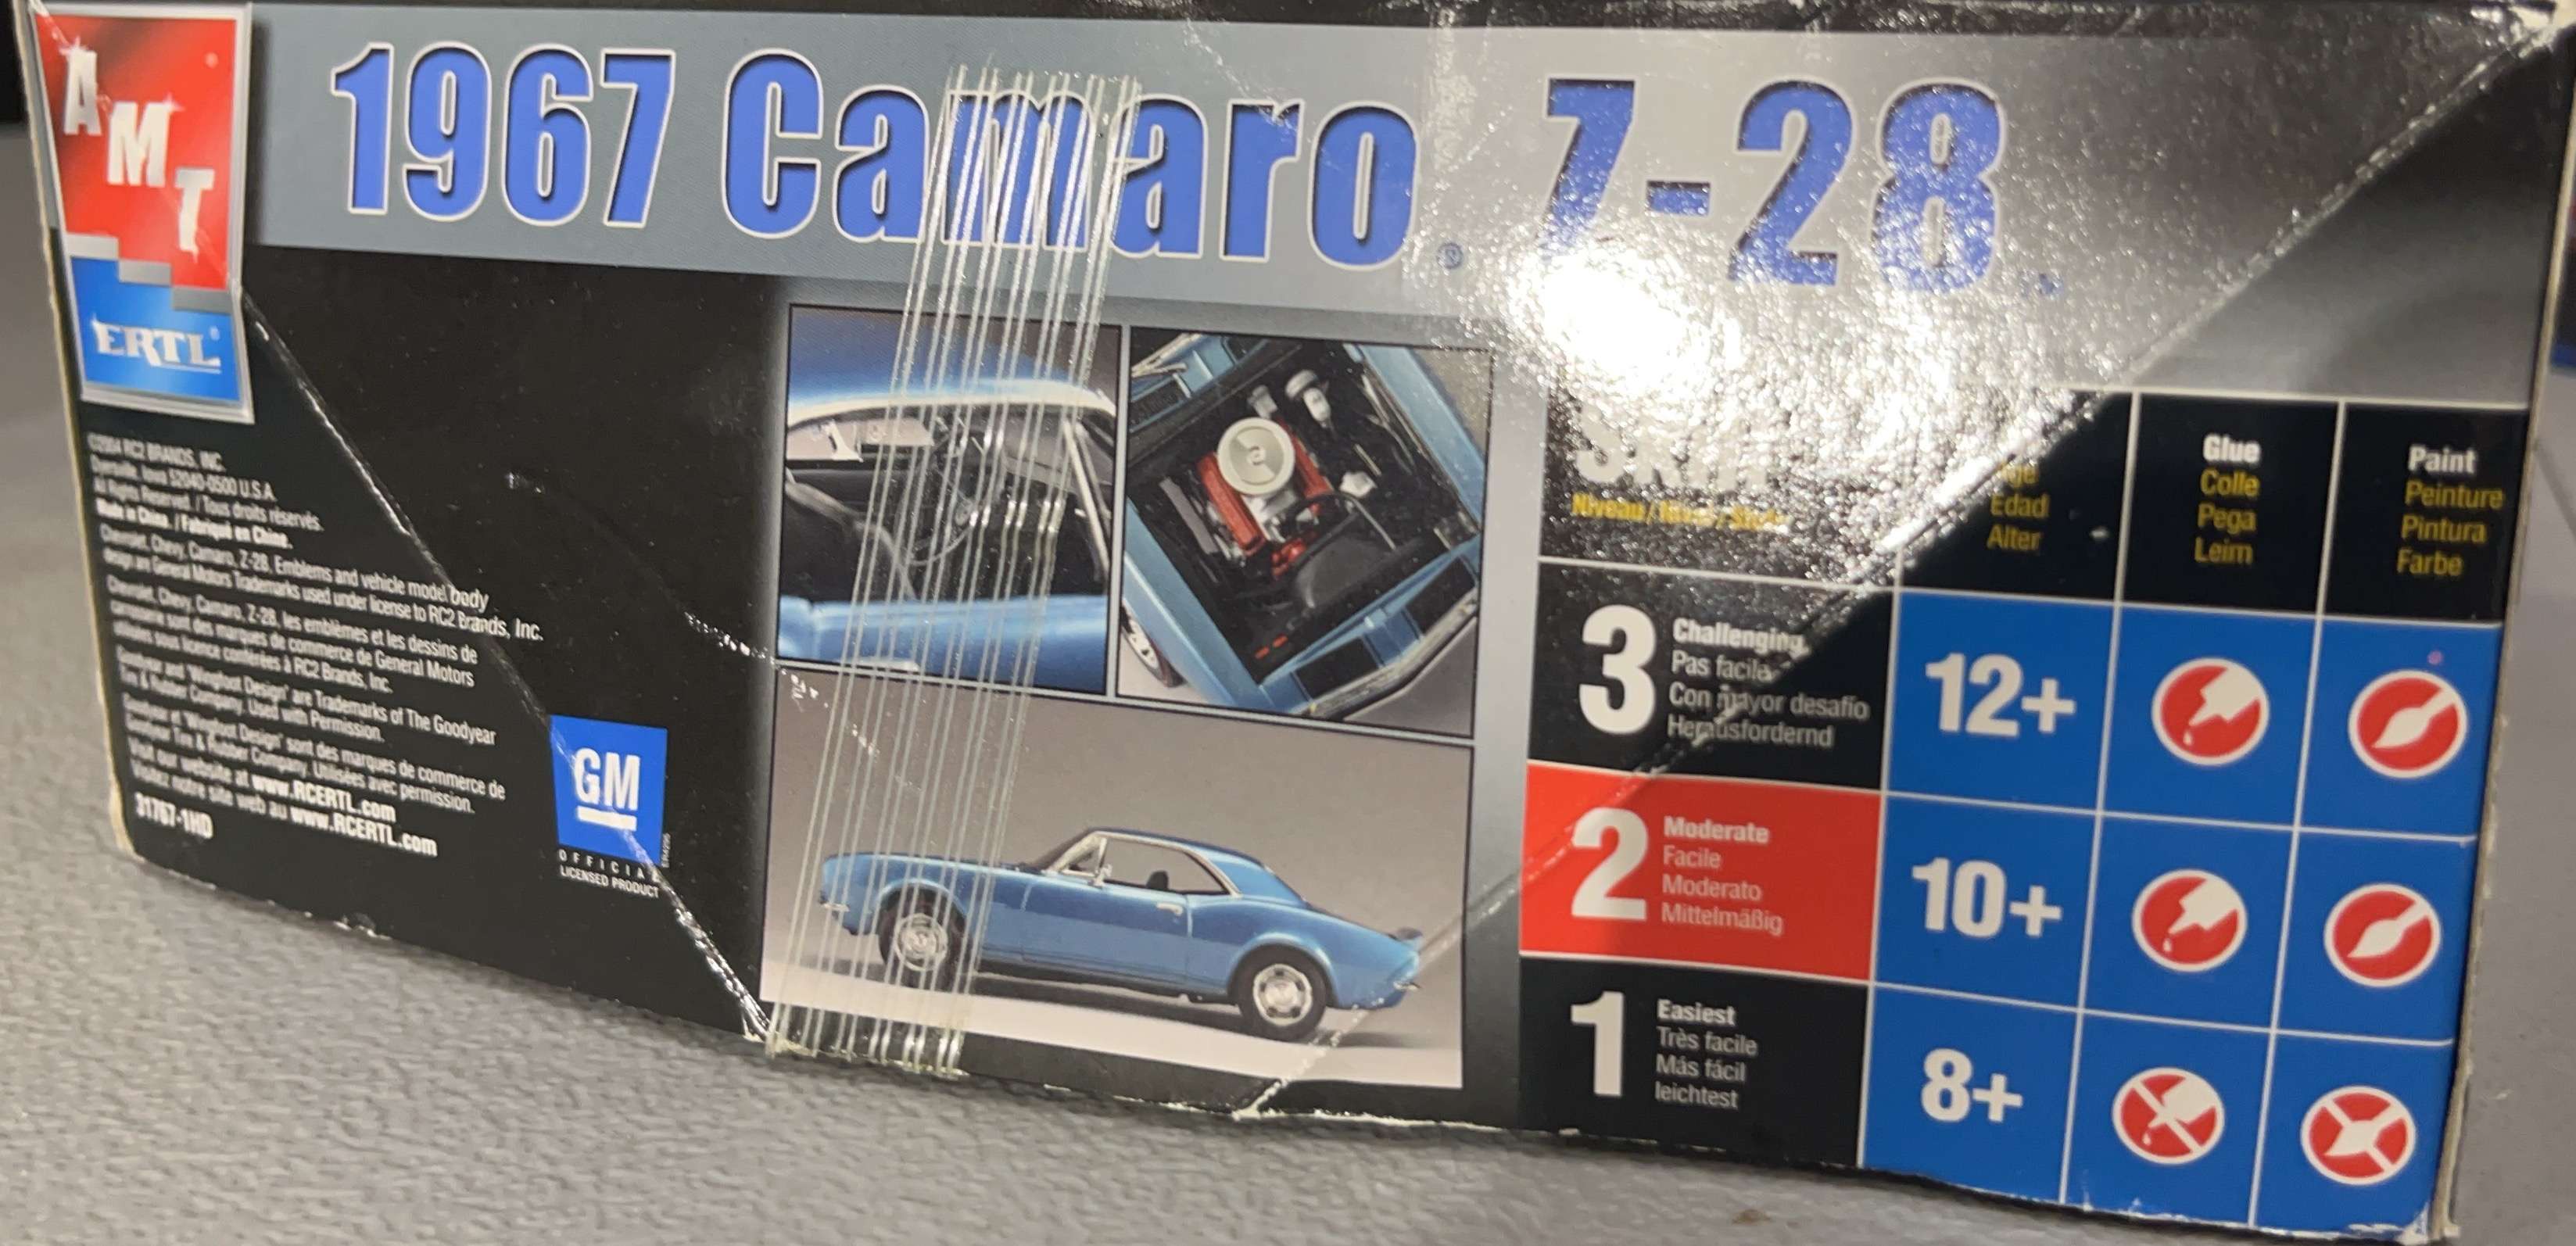 AMT
ERTL®
1967 Camaro® Z-28
©2004 RC2 BRANDS, INC.
Dyersville, Iowa 52040-0500 U.S.A.
All Rights Reserved. / Tous droits réservés.
Made in China. / Fabriqué en Chine.
Chevrolet, Chevy, Camaro, Z-28, Emblems and vehicle model body
design are General Motors Trademarks used under license to RC2 Brands, Inc.
Chevrolet, Chevy, Camaro, Z-28, les emblèmes et les dessins de
carrosserie sont des marques de commerce de General Motors
utilisées sous licence conférées à RC2 Brands, Inc.
Goodyear and "Wingfoot Design" are Trademarks of The Goodyear
Tire & Rubber Company. Used with Permission.
Goodyear et "Wingfoot Design" sont des marques de commerce de
Goodyear Tire & Rubber Company. Utilisées avec permission.
Visit our website at www.RCERTL.com
Visitez notre site web au www.RCERTL.com
31767-1HD
GM
OFFICIAL
LICENSED PRODUCT
Niveau /
Edad
Alter
Glue
Colle
Pega
Leim
Paint
Peinture
Pintura
Farbe
3
Challenging
Pas facile
Con mayor desafío
Herausfordernd
12+
2
Moderate
Facile
Moderato
Mittelmäßig
10+
1
Easiest
Très facile
Más fácil
leichtest
8+